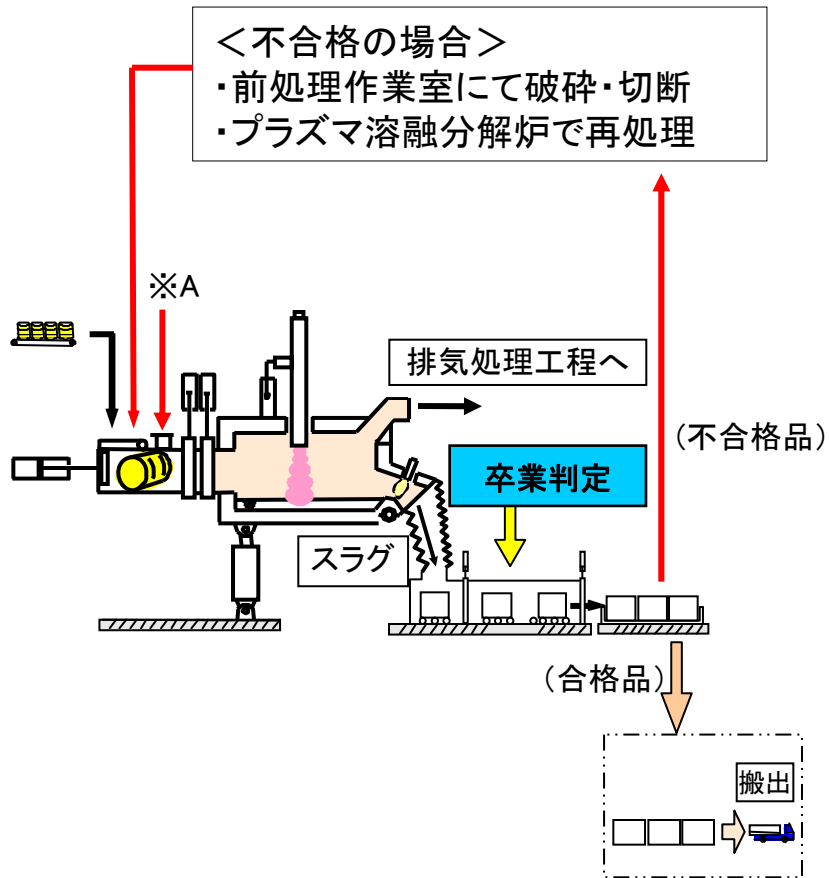 ＜不合格の場合＞
・前処理作業室にて破砕・切断
・プラズマ溶融分解炉で再処理
※A
排気処理工程へ
(不合格品)
卒業判定
スラグ
(合格品)
搬出